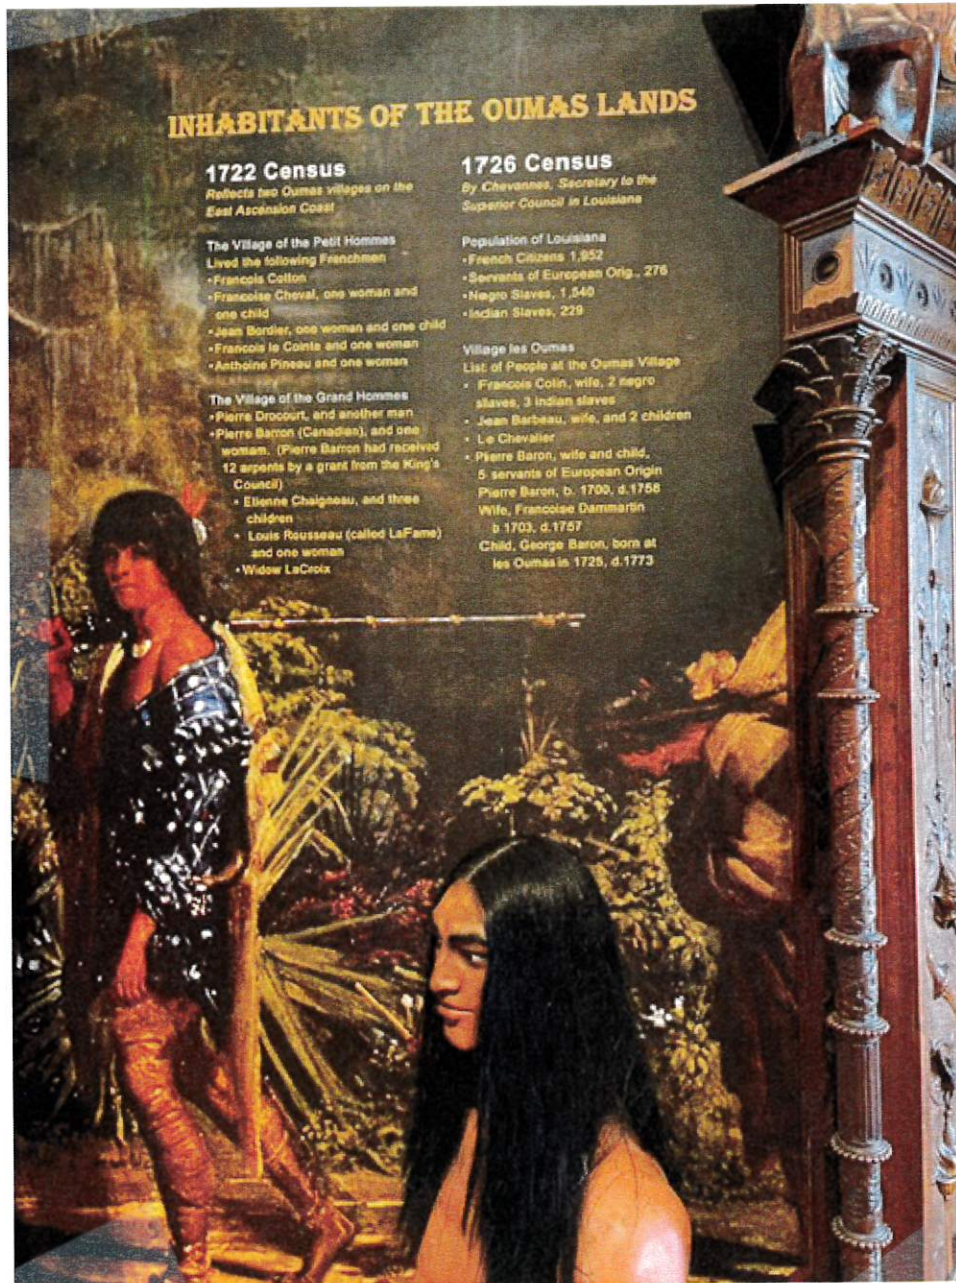 INHABITANTS OF THE OUMAS LANDS
1722 Census
Reflects two Oumas villages on the
East Ascension Coast
The Village of the Petit Hommes
Lived the following Frenchmen
•Francois Cotton
•Francoise Cheval, one woman and
one child
•Jean Bordier, one woman and one child
•Francois le Cointe and one woman
•Anthoine Pineau and one woman
The Village of the Grand Hommes
•Pierre Drocourt, and another man
•Pierre Barron (Canadian), and one
womam. (Pierre Barron had received
12 arpents by a grant from the King's
Council)
• Etienne Chaigneau, and three
children
• Louis Rousseau (called LaFame)
and one woman
•Widow LaCroix
1726 Census
By Chevannes, Secretary to the
Superior Council in Louisiana
Population of Louisiana
•French Citizens 1,952
•Servants of European Orig., 276
•Negro Slaves, 1,540
•Indian Slaves, 229
Village les Oumas
List of People at the Oumas Village
• Francois Colin, wife, 2 negro
slaves, 3 indian slaves
• Jean Barbeau, wife, and 2 children
• Le Chevalier
• Pierre Baron, wife and child,
5 servants of European Origin
Pierre Baron, b. 1700, d.1758
Wife, Francoise Dammartin
b 1703, d.1757
Child, George Baron, born at
les Oumas in 1725, d.1773